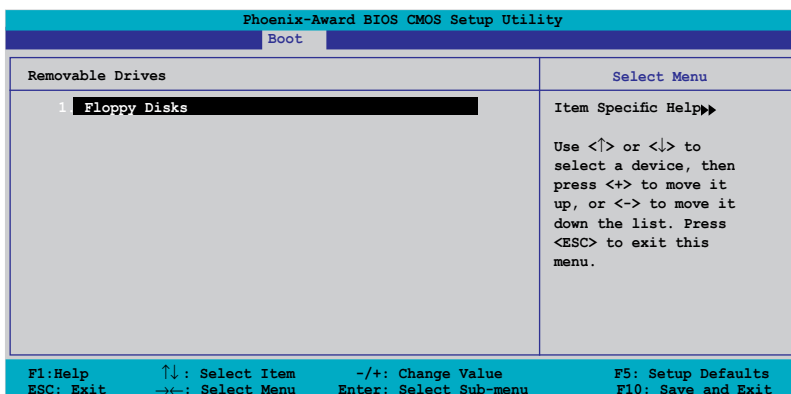 Phoenix-Award BIOS CMOS Setup Utility
Boot
Removable Drives
Select Menu
1. Floppy Disks
Item Specific Help▶▶
Use <↑> or <↓> to
select a device, then
press <+> to move it
up, or <-> to move it
down the list. Press
<ESC> to exit this
menu.
F1:Help ↑↓: Select Item -/+: Change Value F5: Setup Defaults
ESC: Exit →←: Select Menu Enter: Select Sub-menu F10: Save and Exit